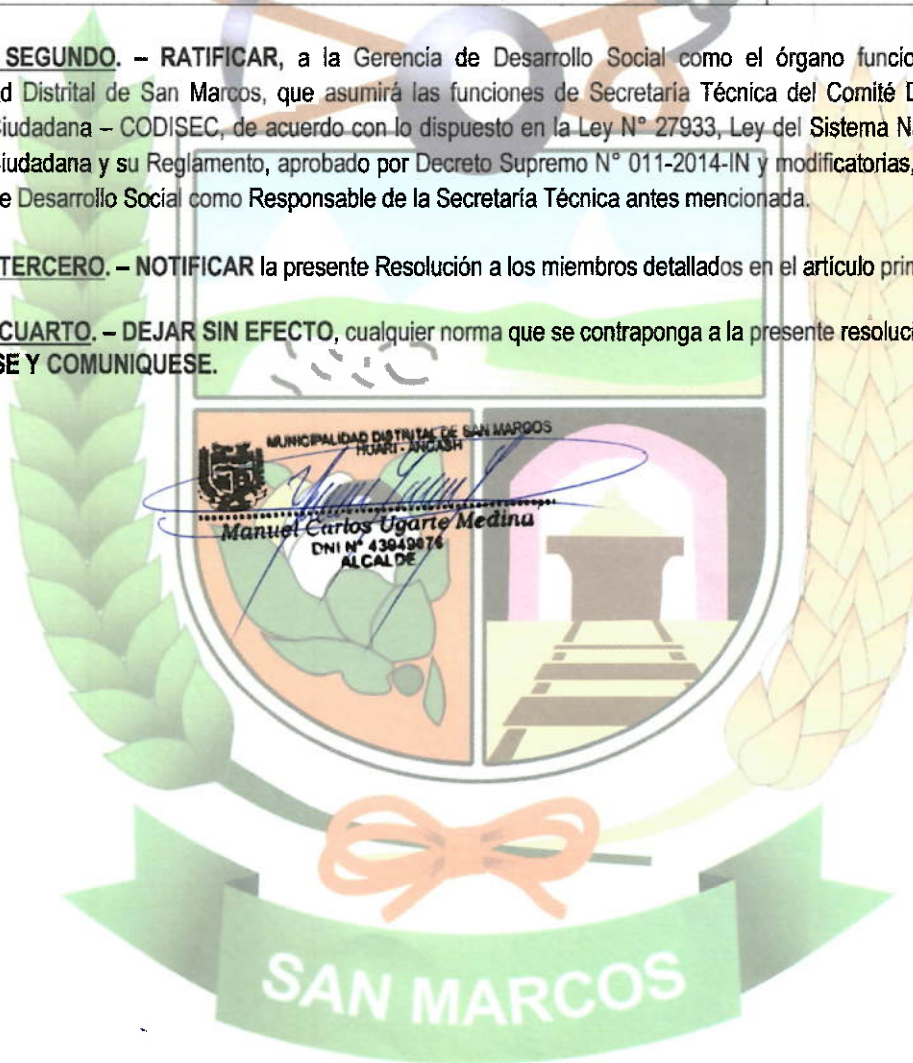 SEGUNDO. – RATIFICAR, a la Gerencia de Desarrollo Social como el órgano funcio
d Distrital de San Marcos, que asumirá las funciones de Secretaría Técnica del Comité D
Ciudadana – CODISEC, de acuerdo con lo dispuesto en la Ley N° 27933, Ley del Sistema N
Ciudadana y su Reglamento, aprobado por Decreto Supremo N° 011-2014-IN y modificatorias,
e Desarrollo Social como Responsable de la Secretaría Técnica antes mencionada.
TERCERO. – NOTIFICAR la presente Resolución a los miembros detallados en el artículo prin
CUARTO. – DEJAR SIN EFECTO, cualquier norma que se contraponga a la presente resoluci
SE Y COMUNIQUESE.
MUNICIPALIDAD DISTRITAL DE SAN MARCOS
HUARI - ANCASH
Manuel Carlos Ugarte Medina
DNI N° 43949076
ALCALDE
SAN MARCOS